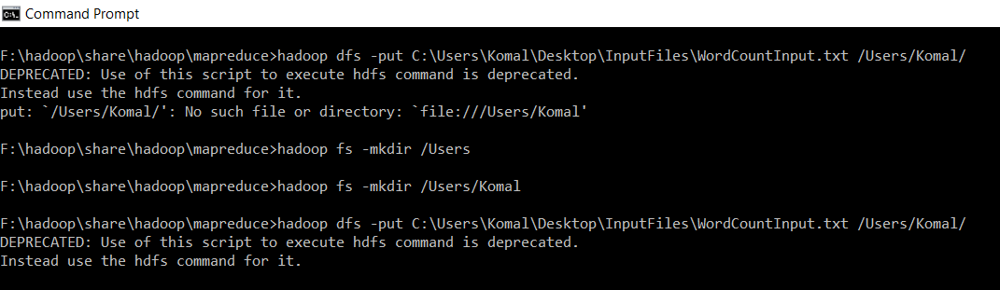 Command Prompt
F:\hadoop\share\hadoop\mapreduce>hadoop dfs -put C:\Users\Komal\Desktop\InputFiles\WordCountInput.txt /Users/Komal/
DEPRECATED: Use of this script to execute hdfs command is deprecated.
Instead use the hdfs command for it.
put: `/Users/Komal/': No such file or directory: `file:///Users/Komal'
F:\hadoop\share\hadoop\mapreduce>hadoop fs -mkdir /Users
F:\hadoop\share\hadoop\mapreduce>hadoop fs -mkdir /Users/Komal
F:\hadoop\share\hadoop\mapreduce>hadoop dfs -put C:\Users\Komal\Desktop\InputFiles\WordCountInput.txt /Users/Komal/
DEPRECATED: Use of this script to execute hdfs command is deprecated.
Instead use the hdfs command for it.